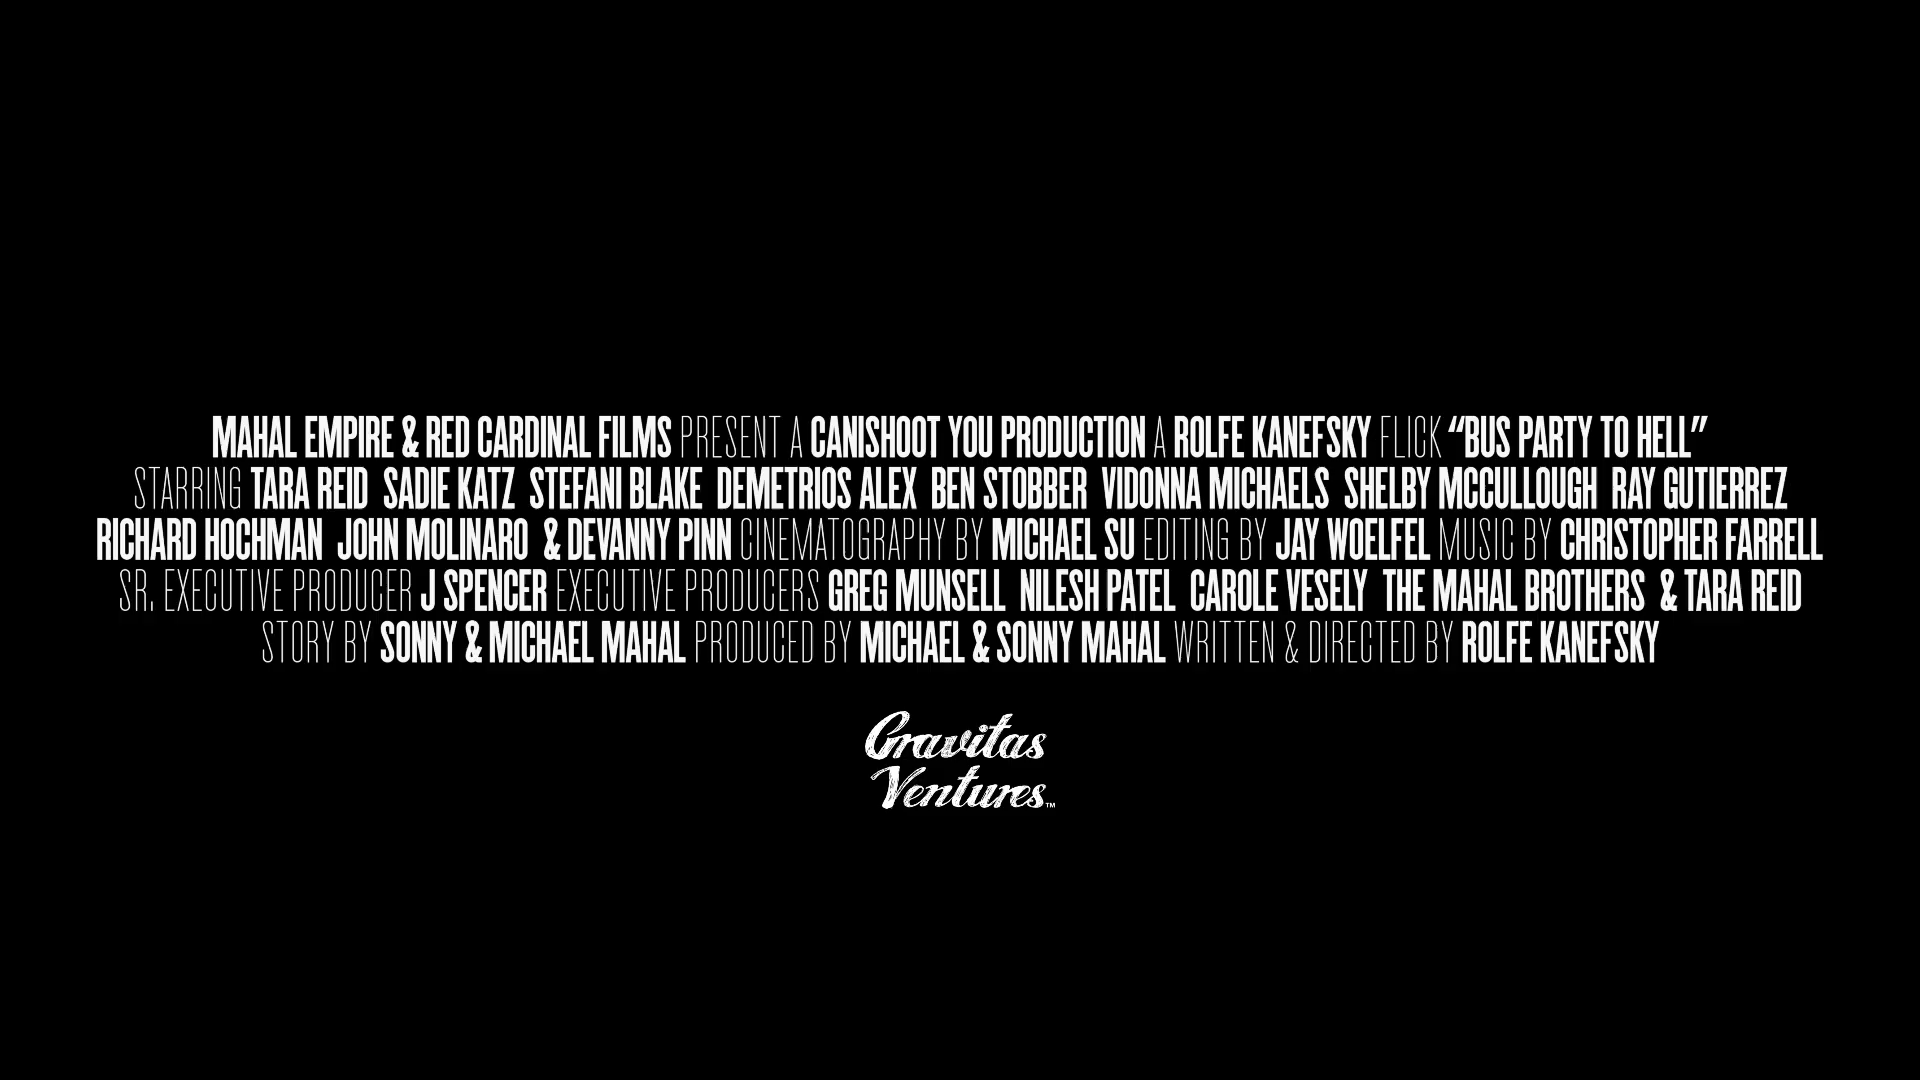 MAHAL EMPIRE & RED CARDINAL FILMS PRESENT A CANISHOOT YOU PRODUCTION A ROLFE KANEFSKY FLICK “BUS PARTY TO HELL”
STARRING TARA REID SADIE KATZ STEFANI BLAKE DEMETRIOS ALEX BEN STOBBER VIDONNA MICHAELS SHELBY MCCULLOUGH RAY GUTIERREZ
RICHARD HOCHMAN JOHN MOLINARO & DEVANNY PINN CINEMATOGRAPHY BY MICHAEL SU EDITING BY JAY WOELFEL MUSIC BY CHRISTOPHER FARRELL
SR. EXECUTIVE PRODUCER J SPENCER EXECUTIVE PRODUCERS GREG MUNSELL NILESH PATEL CAROLE VESELY THE MAHAL BROTHERS & TARA REID
STORY BY SONNY & MICHAEL MAHAL PRODUCED BY MICHAEL & SONNY MAHAL WRITTEN & DIRECTED BY ROLFE KANEFSKY
Gravitas
Ventures™